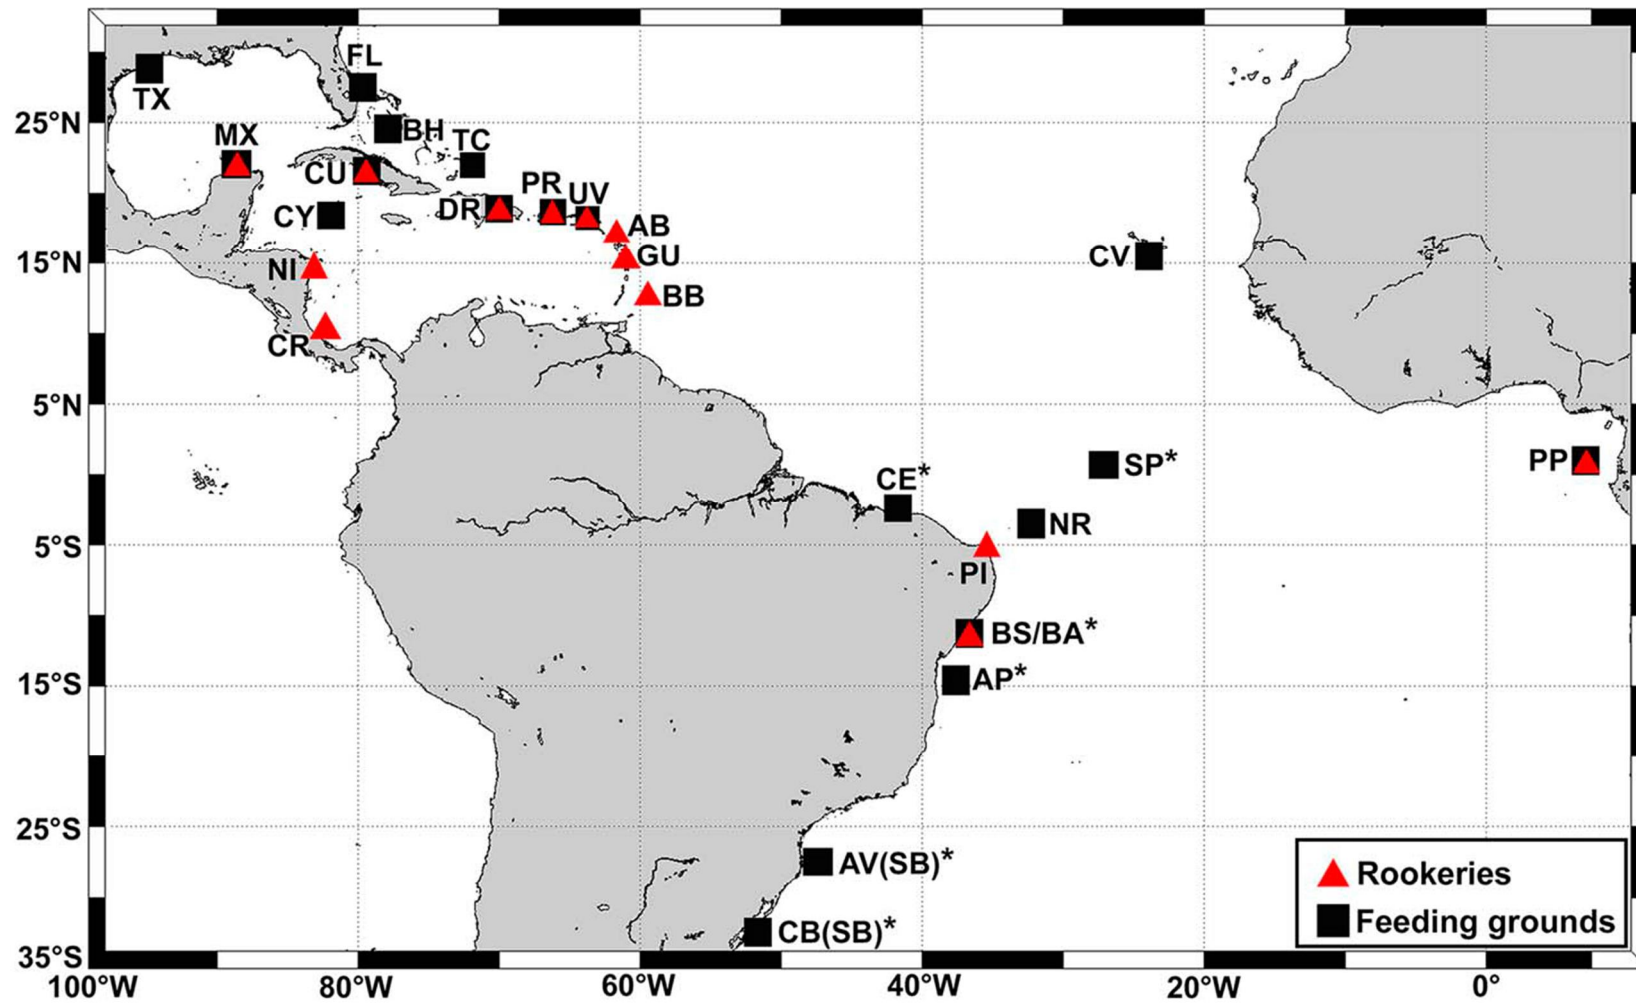 FL
TX
25°N
MX
BH
TC
CU
PR
UV
CY
DR
AB
GU
CV
15°N
NI
BB
CR
5°N
CE*
SP*
PP
NR
5°S
PI
BS/BA*
15°S
AP*
25°S
AV(SB)*
Rookeries
Feeding grounds
CB(SB)*
35°S
100°W
80°W
60°W
40°W
20°W
0°